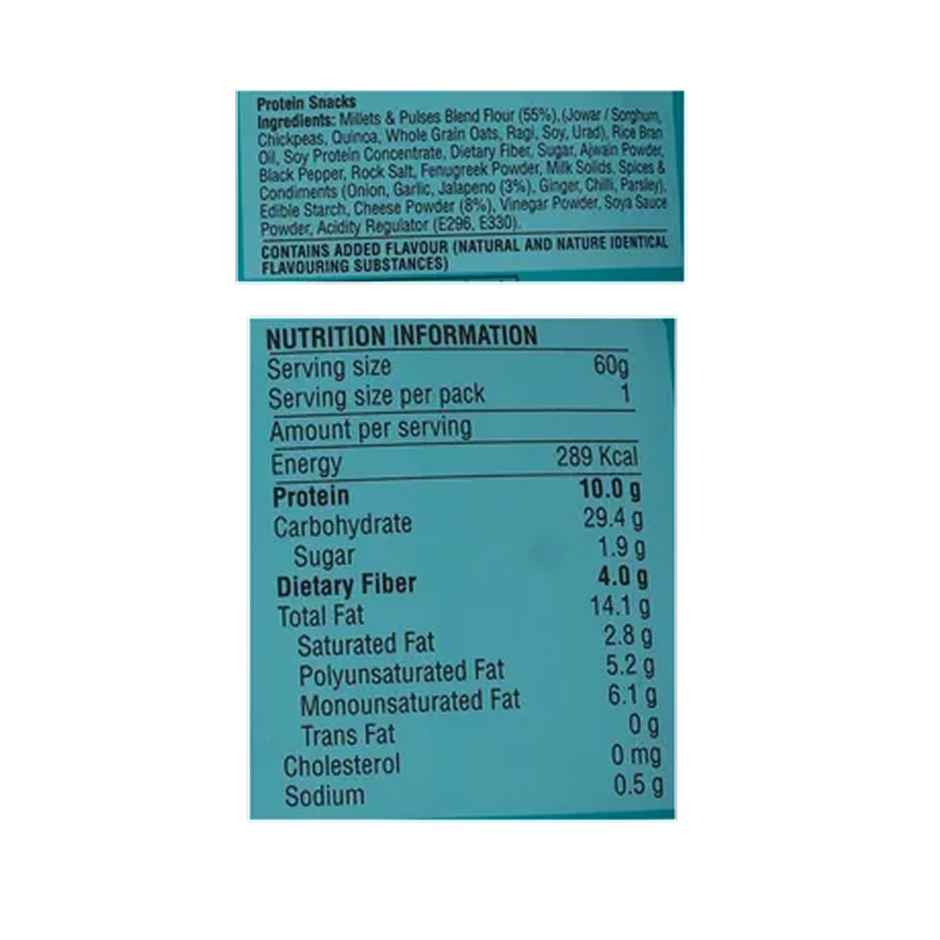 Protein Snacks
Ingredients: Millets & Pulses Blend Flour (55%), (Jowar / Sorghum,
Chickpeas, Quinoa, Whole Grain Oats, Ragi, Soy, Urad), Rice Bran
Oil, Soy Protein Concentrate, Dietary Fiber, Sugar, Ajwain Powder,
Black Pepper, Rock Salt, Fenugreek Powder, Milk Solids, Spices &
Condiments (Onion, Garlic, Jalapeno (3%), Ginger, Chilli, Parsley),
Edible Starch, Cheese Powder (8%), Vinegar Powder, Soya Sauce
Powder, Acidity Regulator (E296, E330).
CONTAINS ADDED FLAVOUR (NATURAL AND NATURE IDENTICAL
FLAVOURING SUBSTANCES)
NUTRITION INFORMATION
Serving size 60g
Serving size per pack 1
Amount per serving
Energy 289 Kcal
Protein 10.0 g
Carbohydrate 29.4 g
Sugar 1.9 g
Dietary Fiber 4.0 g
Total Fat 14.1 g
Saturated Fat 2.8 g
Polyunsaturated Fat 5.2 g
Monounsaturated Fat 6.1 g
Trans Fat 0 g
Cholesterol 0 mg
Sodium 0.5 g